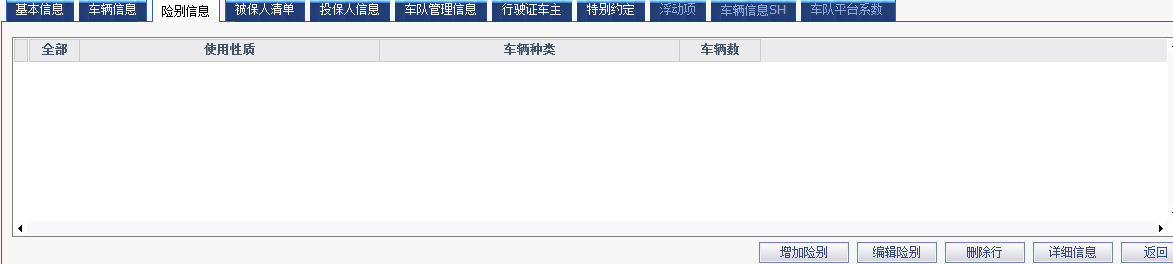 基本信息 车辆信息 险别信息 被保人清单 投保人信息 车队管理信息 行驶证车主 特别约定 浮动项 车辆信息SH 车队平台系数
全部 使用性质 车辆种类 车辆数
增加险别 编辑险别 删除行 详细信息 返回